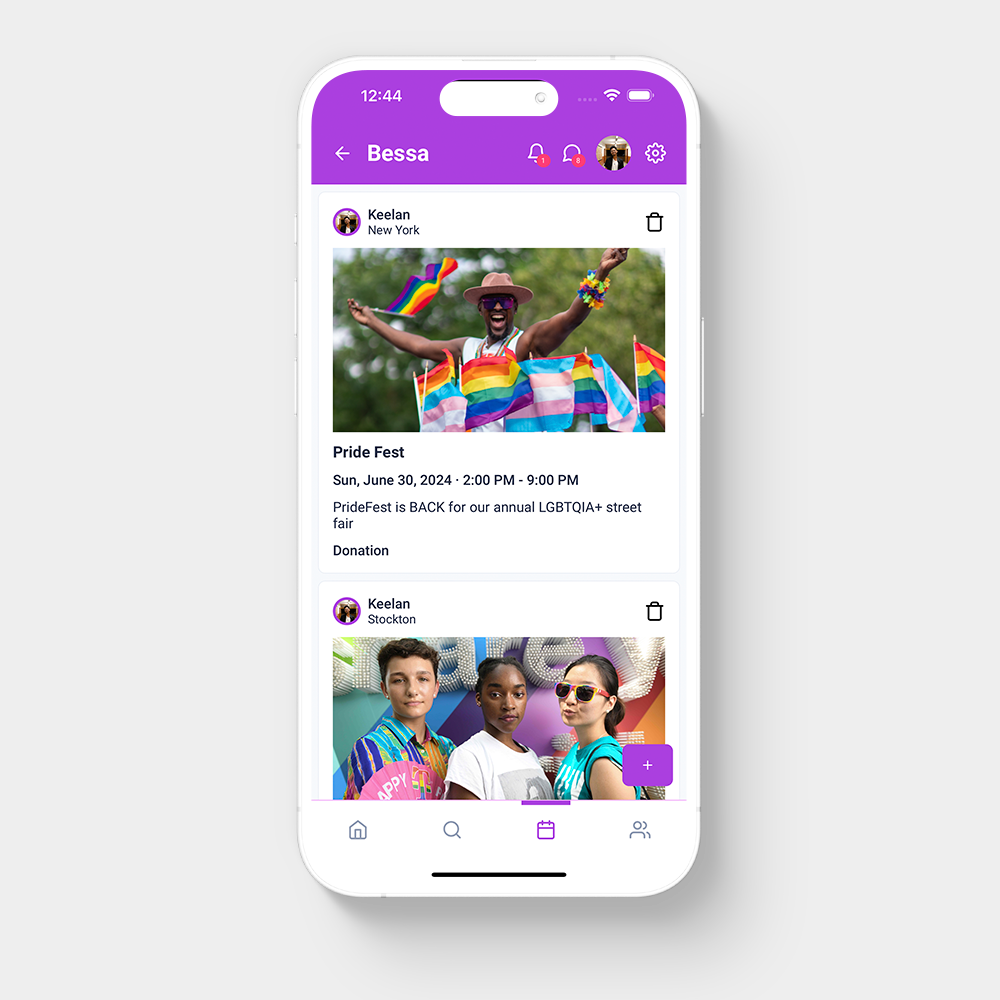 12:44
Bessa
1
8
Keelan
New York
Pride Fest
Sun, June 30, 2024 · 2:00 PM - 9:00 PM
PrideFest is BACK for our annual LGBTQIA+ street
fair
Donation
Keelan
Stockton
APPY
+